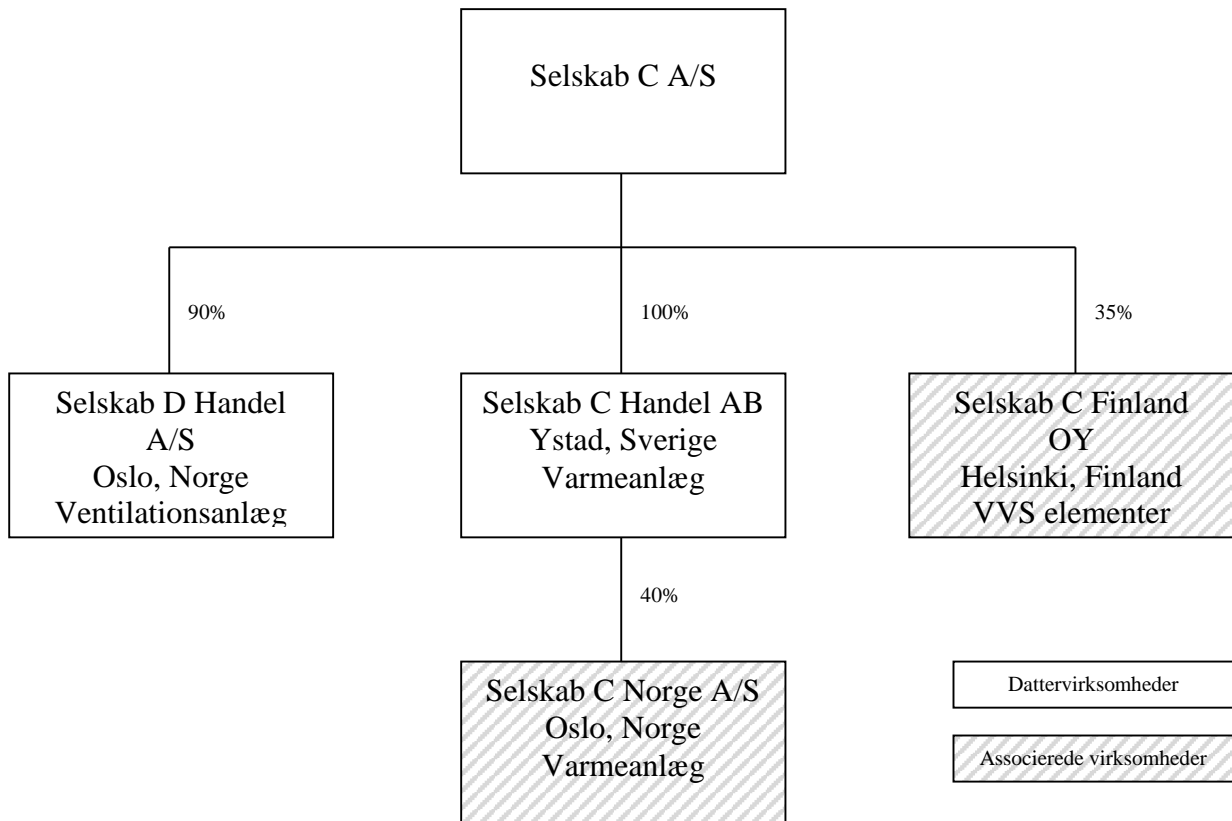 Selskab C A/S
90%
100%
35%
Selskab D Handel
A/S
Oslo, Norge
Ventilationsanlæg
Selskab C Handel AB
Ystad, Sverige
Varmeanlæg
Selskab C Finland
OY
Helsinki, Finland
VVS elementer
40%
Selskab C Norge A/S
Oslo, Norge
Varmeanlæg
Dattervirksomheder
Associerede virksomheder